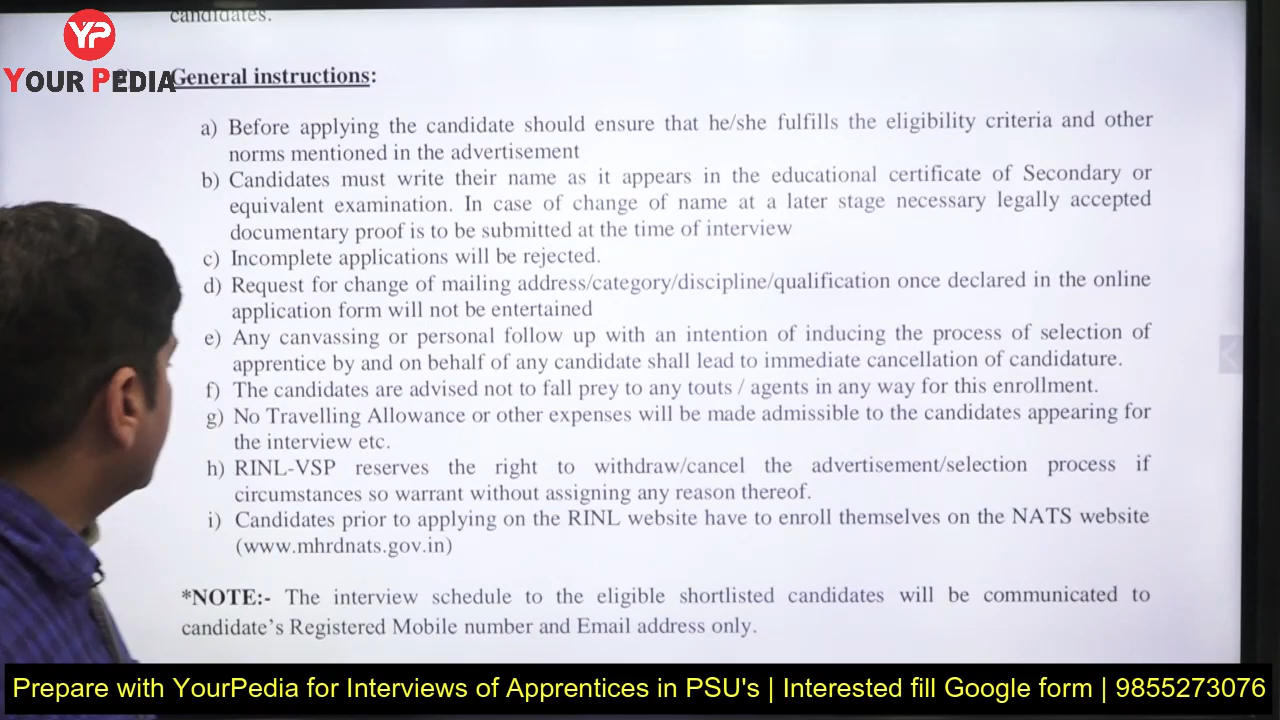 candidates.
YP
YOUR PEDIA
General instructions:
a) Before applying the candidate should ensure that he/she fulfills the eligibility criteria and other
norms mentioned in the advertisement
b) Candidates must write their name as it appears in the educational certificate of Secondary or
equivalent examination. In case of change of name at a later stage necessary legally accepted
documentary proof is to be submitted at the time of interview
c) Incomplete applications will be rejected.
d) Request for change of mailing address/category/discipline/qualification once declared in the online
application form will not be entertained
e) Any canvassing or personal follow up with an intention of inducing the process of selection of
apprentice by and on behalf of any candidate shall lead to immediate cancellation of candidature.
f) The candidates are advised not to fall prey to any touts / agents in any way for this enrollment.
g) No Travelling Allowance or other expenses will be made admissible to the candidates appearing for
the interview etc.
h) RINL-VSP reserves the right to withdraw/cancel the advertisement/selection process if
circumstances so warrant without assigning any reason thereof.
i) Candidates prior to applying on the RINL website have to enroll themselves on the NATS website
(www.mhrdnats.gov.in)
*NOTE:- The interview schedule to the eligible shortlisted candidates will be communicated to
candidate's Registered Mobile number and Email address only.
Prepare with YourPedia for Interviews of Apprentices in PSU's | Interested fill Google form | 9855273076